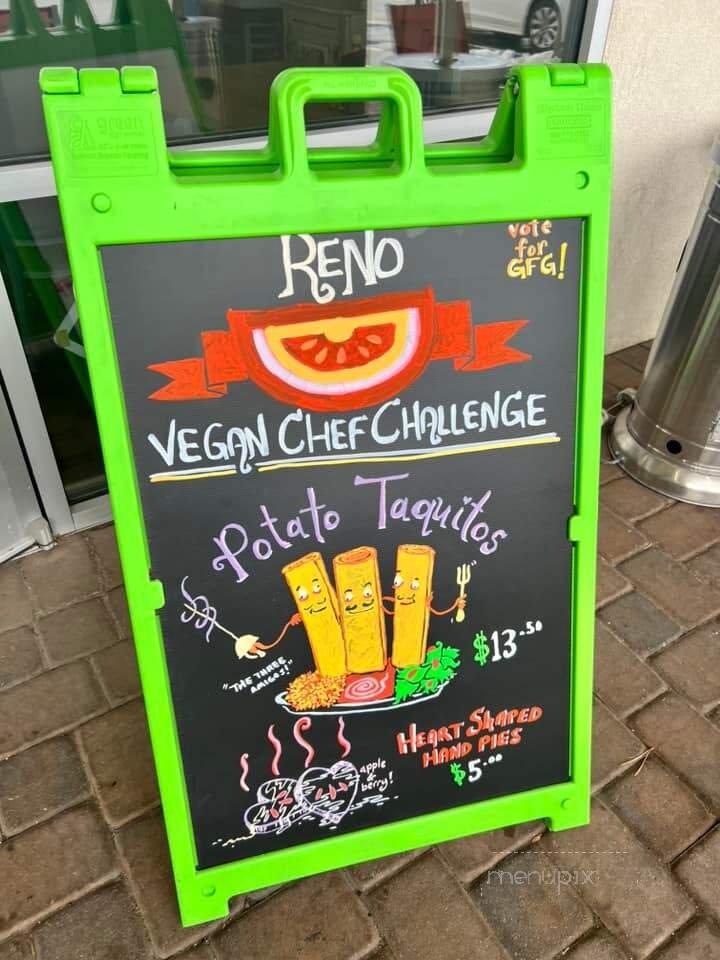 RENO
vote
for
GFG!
VEGAN CHEF CHALLENGE
Potato Taquitos
$13.50
"THE THREE
AMIGOS!"
HEART SHAPED
HAND PIES
$5.00
apple
&
berry!
menupix